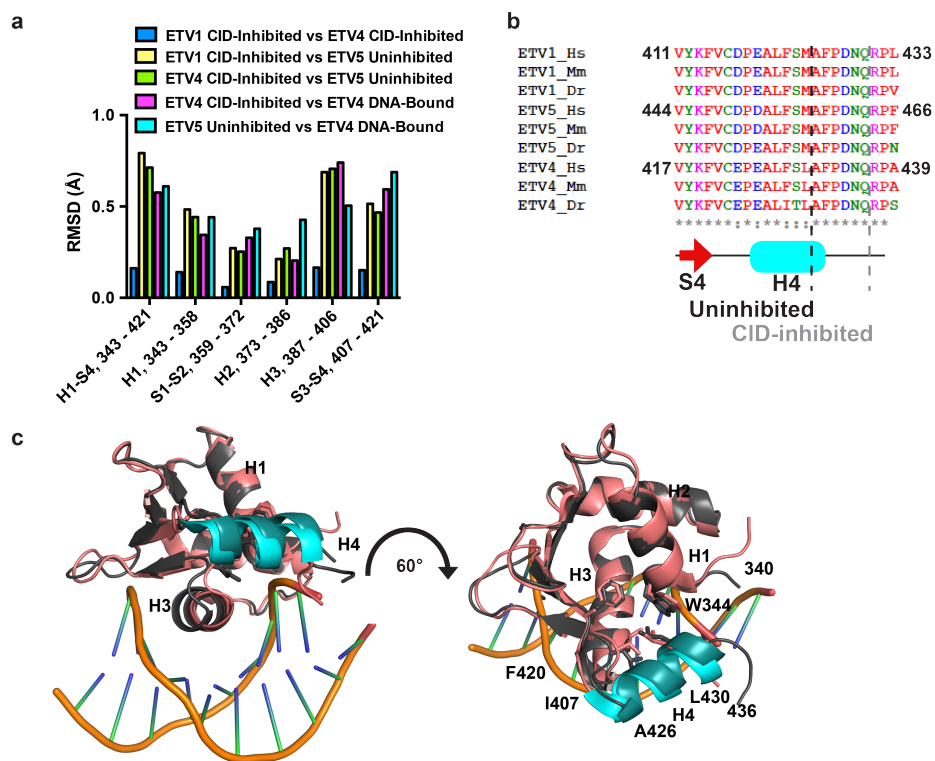 a
ETV1 CID-Inhibited vs ETV4 CID-Inhibited
ETV1 CID-Inhibited vs ETV5 Uninhibited
ETV4 CID-Inhibited vs ETV5 Uninhibited
ETV4 CID-Inhibited vs ETV4 DNA-Bound
ETV5 Uninhibited vs ETV4 DNA-Bound
RMSD (Å)
1.0
0.5
0.0
H1-S4, 343 - 421
H1, 343 - 358
S1-S2, 359 - 372
H2, 373 - 386
H3, 387 - 406
S3-S4, 407 - 421
b
ETV1_Hs 411 VYKFVCDPEALFSMAFPDNQRPL 433
ETV1_Mm VYKFVCDPEALFSMAFPDNQRPL
ETV1_Dr VYKFVCDPEALFSMAFPDNQRPV
ETV5_Hs 444 VYKFVCDPDALFSMAFPDNQRPF 466
ETV5_Mm VYKFVCDPDALFSMAFPDNQRPF
ETV5_Dr VYKFVCDPEALFSMAFPDNQRPN
ETV4_Hs 417 VYKFVCEPEALFSLAFPDNQRPA 439
ETV4_Mm VYKFVCEPEALFSLAFPDNQRPA
ETV4_Dr VYKFVCEPEALITLAFPDNQRPS
******:*:**:::********
S4
H4
Uninhibited
CID-inhibited
c
H1
H4
H3
60°
H2
H1
H3
340
W344
F420
I407
L430
H4
436
A426